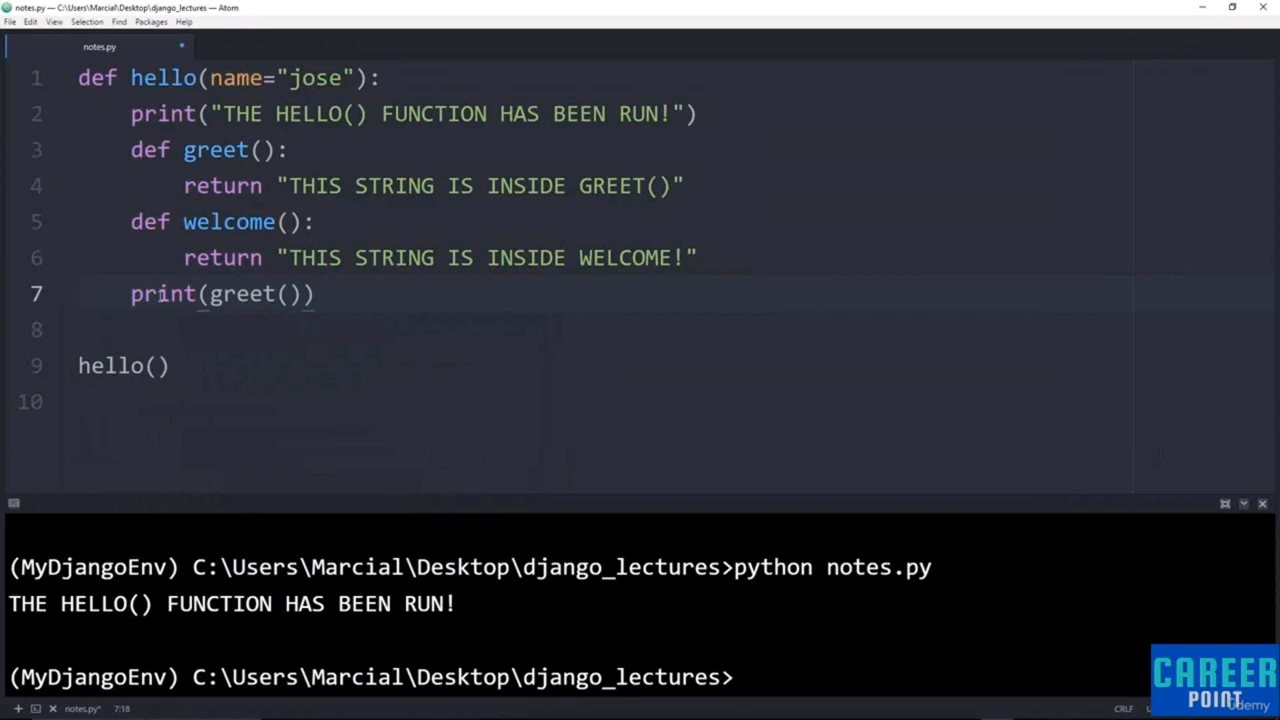 notes.py — C:\Users\Marcial\Desktop\django_lectures — Atom
File Edit View Selection Find Packages Help
notes.py
1 def hello(name="jose"):
2     print("THE HELLO() FUNCTION HAS BEEN RUN!")
3     def greet():
4         return "THIS STRING IS INSIDE GREET()"
5     def welcome():
6         return "THIS STRING IS INSIDE WELCOME!"
7     print(greet())
8
9 hello()
10
(MyDjangoEnv) C:\Users\Marcial\Desktop\django_lectures>python notes.py
THE HELLO() FUNCTION HAS BEEN RUN!
(MyDjangoEnv) C:\Users\Marcial\Desktop\django_lectures>
CAREER
POINT
Udemy
notes.py* 7:18 CRLF